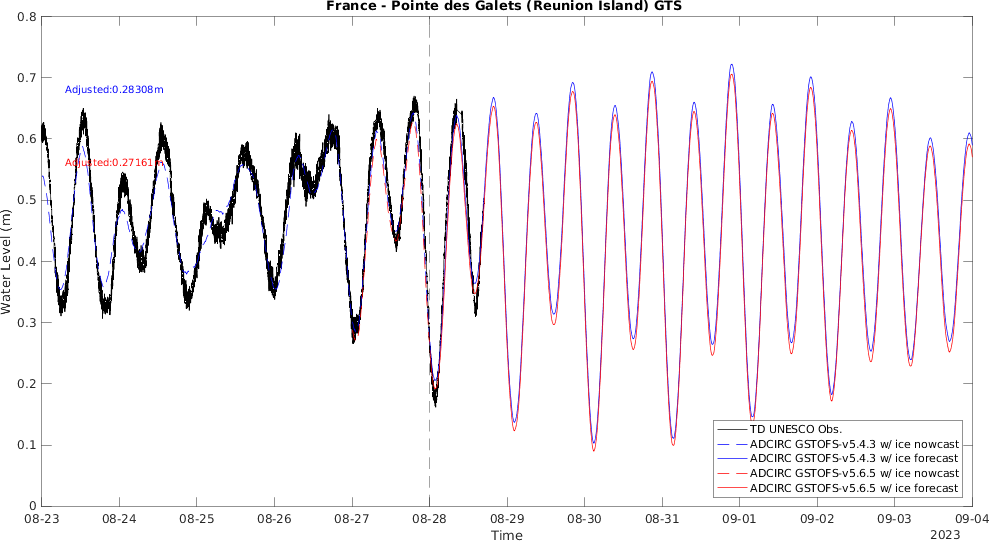 France - Pointe des Galets (Reunion Island) GTS
0.8
0.7
0.6
0.5
0.4
0.3
0.2
0.1
0
Water Level (m)
Adjusted:0.28308m
Adjusted:0.27161m
TD UNESCO Obs.
ADCIRC GSTOFS-v5.4.3 w/ ice nowcast
ADCIRC GSTOFS-v5.4.3 w/ ice forecast
ADCIRC GSTOFS-v5.6.5 w/ ice nowcast
ADCIRC GSTOFS-v5.6.5 w/ ice forecast
08-23 08-24 08-25 08-26 08-27 08-28 08-29 08-30 08-31 09-01 09-02 09-03 09-04
Time
2023